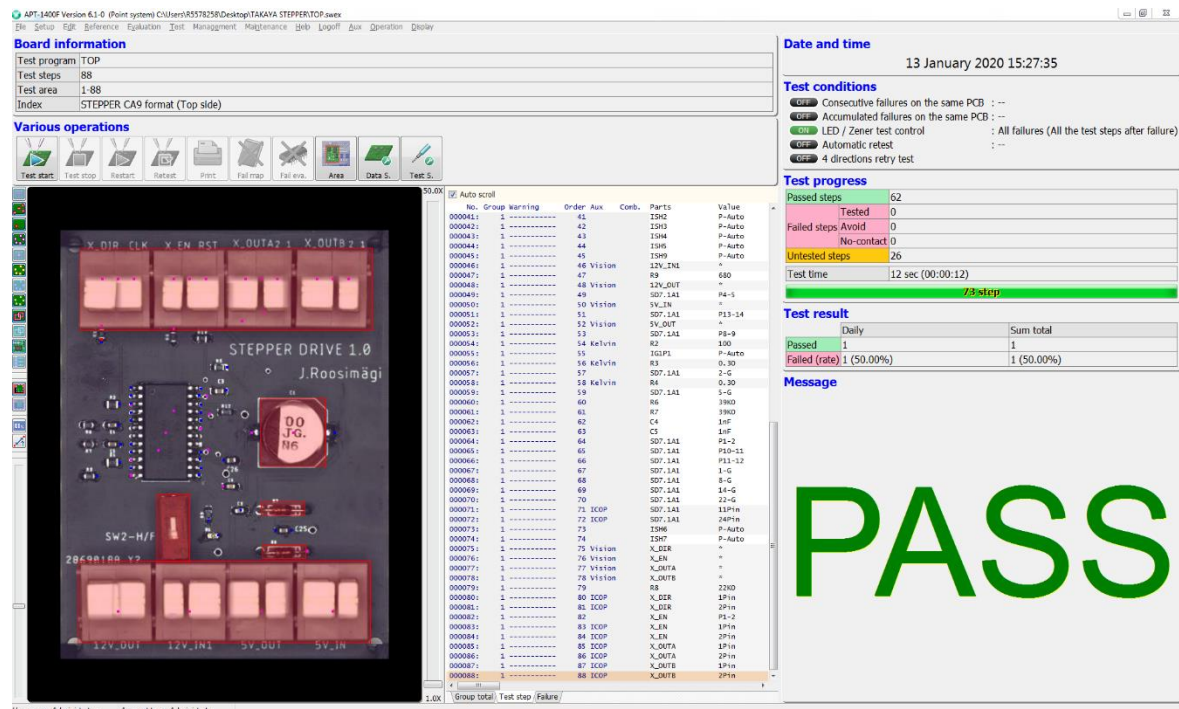 APT-1400F Version 6.1-0 (Point system) C:\Users\R5578258\Desktop\TAKAYA STEPPER\TOP.swex
File Setup Edit Reference Evaluation Test Management Maintenance Help Logoff Aux Operation Display
Board information
Test program TOP
Test steps 88
Test area 1-88
Index STEPPER CA9 format (Top side)
Various operations
Test start Test stop Restart Retest Print Fail map Fail eva. Area Data S. Test S.
50.0X
X_DIR CLK X_EN RST X_OUTA2 1 X_OUTB 2 1
STEPPER DRIVE 1.0
J.Roosimägi
C1
DO
J.G.
N6
C26
C25
SW2-H/F
12V_OUT 12V_IN1 5V_OUT 5V_IN
1.0X
Auto scroll
No. Group Warning Order Aux Comb. Parts Value
000041: 1 ----------- 41 ISH2 P-Auto
000042: 1 ----------- 42 ISH3 P-Auto
000043: 1 ----------- 43 ISH4 P-Auto
000044: 1 ----------- 44 ISH5 P-Auto
000045: 1 ----------- 45 ISH9 P-Auto
000046: 1 ----------- 46 Vision 12V_IN1 *
000047: 1 ----------- 47 R9 680
000048: 1 ----------- 48 Vision 12V_OUT *
000049: 1 ----------- 49 SD7.1A1 P4-5
000050: 1 ----------- 50 Vision 5V_IN *
000051: 1 ----------- 51 SD7.1A1 P13-14
000052: 1 ----------- 52 Vision 5V_OUT *
000053: 1 ----------- 53 SD7.1A1 P8-9
000054: 1 ----------- 54 Kelvin R2 100
000055: 1 ----------- 55 IG1P1 P-Auto
000056: 1 ----------- 56 Kelvin R3 0.30
000057: 1 ----------- 57 SD7.1A1 2-G
000058: 1 ----------- 58 Kelvin R4 0.30
000059: 1 ----------- 59 SD7.1A1 5-G
000060: 1 ----------- 60 R6 39KO
000061: 1 ----------- 61 R7 39KO
000062: 1 ----------- 62 C4 1nF
000063: 1 ----------- 63 C5 1nF
000064: 1 ----------- 64 SD7.1A1 P1-2
000065: 1 ----------- 65 SD7.1A1 P10-11
000066: 1 ----------- 66 SD7.1A1 P11-12
000067: 1 ----------- 67 SD7.1A1 1-G
000068: 1 ----------- 68 SD7.1A1 8-G
000069: 1 ----------- 69 SD7.1A1 14-G
000070: 1 ----------- 70 SD7.1A1 22-G
000071: 1 ----------- 71 ICOP SD7.1A1 11Pin
000072: 1 ----------- 72 ICOP SD7.1A1 24Pin
000073: 1 ----------- 73 ISH6 P-Auto
000074: 1 ----------- 74 ISH7 P-Auto
000075: 1 ----------- 75 Vision X_DIR *
000076: 1 ----------- 76 Vision X_EN *
000077: 1 ----------- 77 Vision X_OUTA *
000078: 1 ----------- 78 Vision X_OUTB *
000079: 1 ----------- 79 R8 22KO
000080: 1 ----------- 80 ICOP X_DIR 1Pin
000081: 1 ----------- 81 ICOP X_DIR 2Pin
000082: 1 ----------- 82 X_EN P1-2
000083: 1 ----------- 83 ICOP X_EN 1Pin
000084: 1 ----------- 84 ICOP X_EN 2Pin
000085: 1 ----------- 85 ICOP X_OUTA 1Pin
000086: 1 ----------- 86 ICOP X_OUTA 2Pin
000087: 1 ----------- 87 ICOP X_OUTB 1Pin
000088: 1 ----------- 88 ICOP X_OUTB 2Pin
Group total Test step Failure
Date and time
13 January 2020 15:27:35
Test conditions
OFF Consecutive failures on the same PCB : --
OFF Accumulated failures on the same PCB : --
ON LED / Zener test control : All failures (All the test steps after failure)
OFF Automatic retest : --
OFF 4 directions retry test
Test progress
Passed steps 62
Failed steps Tested 0
Avoid 0
No-contact 0
Untested steps 26
Test time 12 sec (00:00:12)
73 step
Test result
Daily Sum total
Passed 1 1
Failed (rate) 1 (50.00%) 1 (50.00%)
Message
PASS